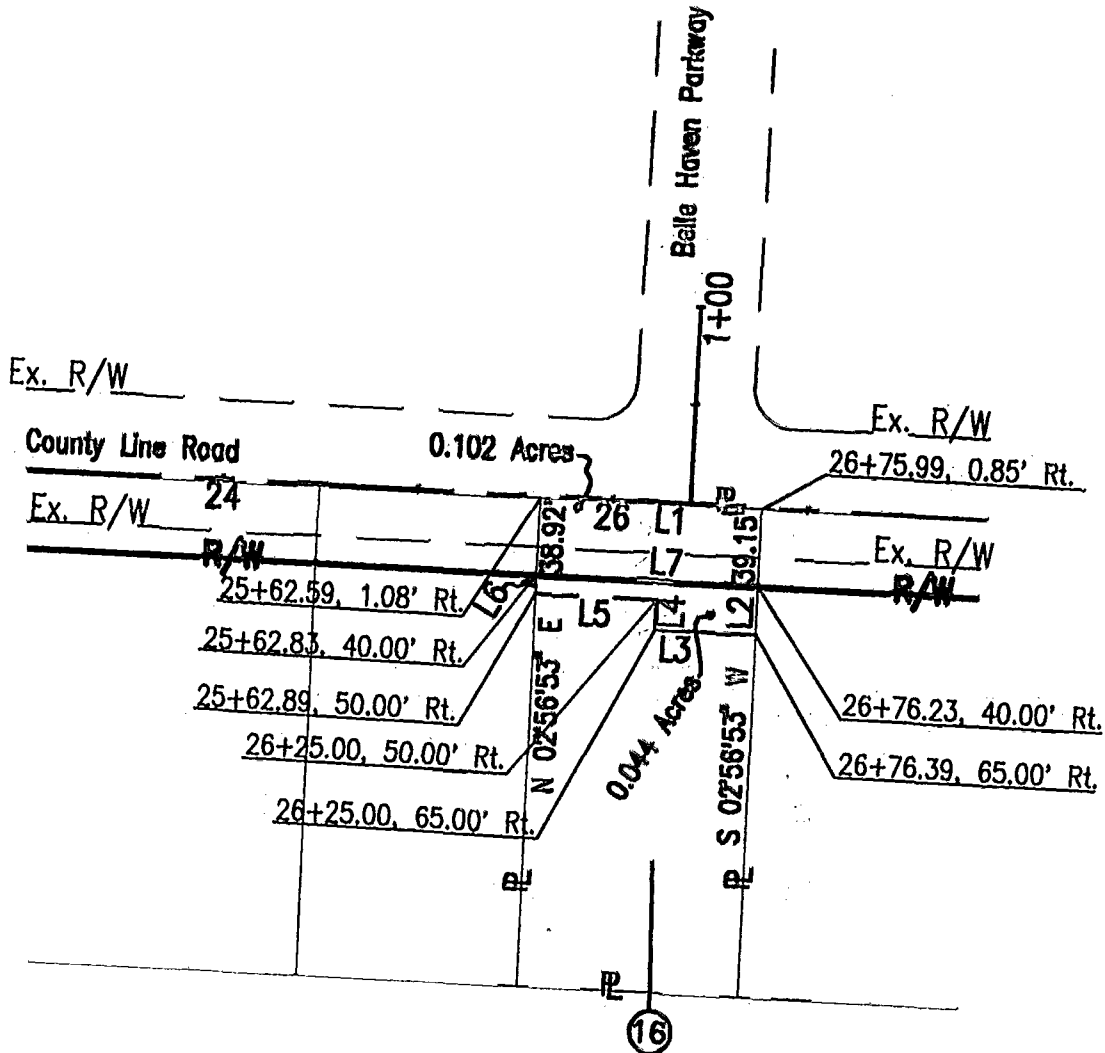 Balle Haven Parkway
1+00
Ex. R/W
Ex. R/W
County Line Road
0.102 Acres
26+75.99, 0.85' Rt.
24
26
L1
PL
38.92'
39.15'
Ex. R/W
L7
Ex. R/W
R/W
R/W
25+62.59, 1.08' Rt.
L6
L5
L4
L2
L3
25+62.83, 40.00' Rt.
25+62.89, 50.00' Rt.
26+25.00, 50.00' Rt.
26+25.00, 65.00' Rt.
N 02°56'53" E
0.044 Acres
S 02°56'53" W
26+76.23, 40.00' Rt.
26+76.39, 65.00' Rt.
PL
PL
PL
16